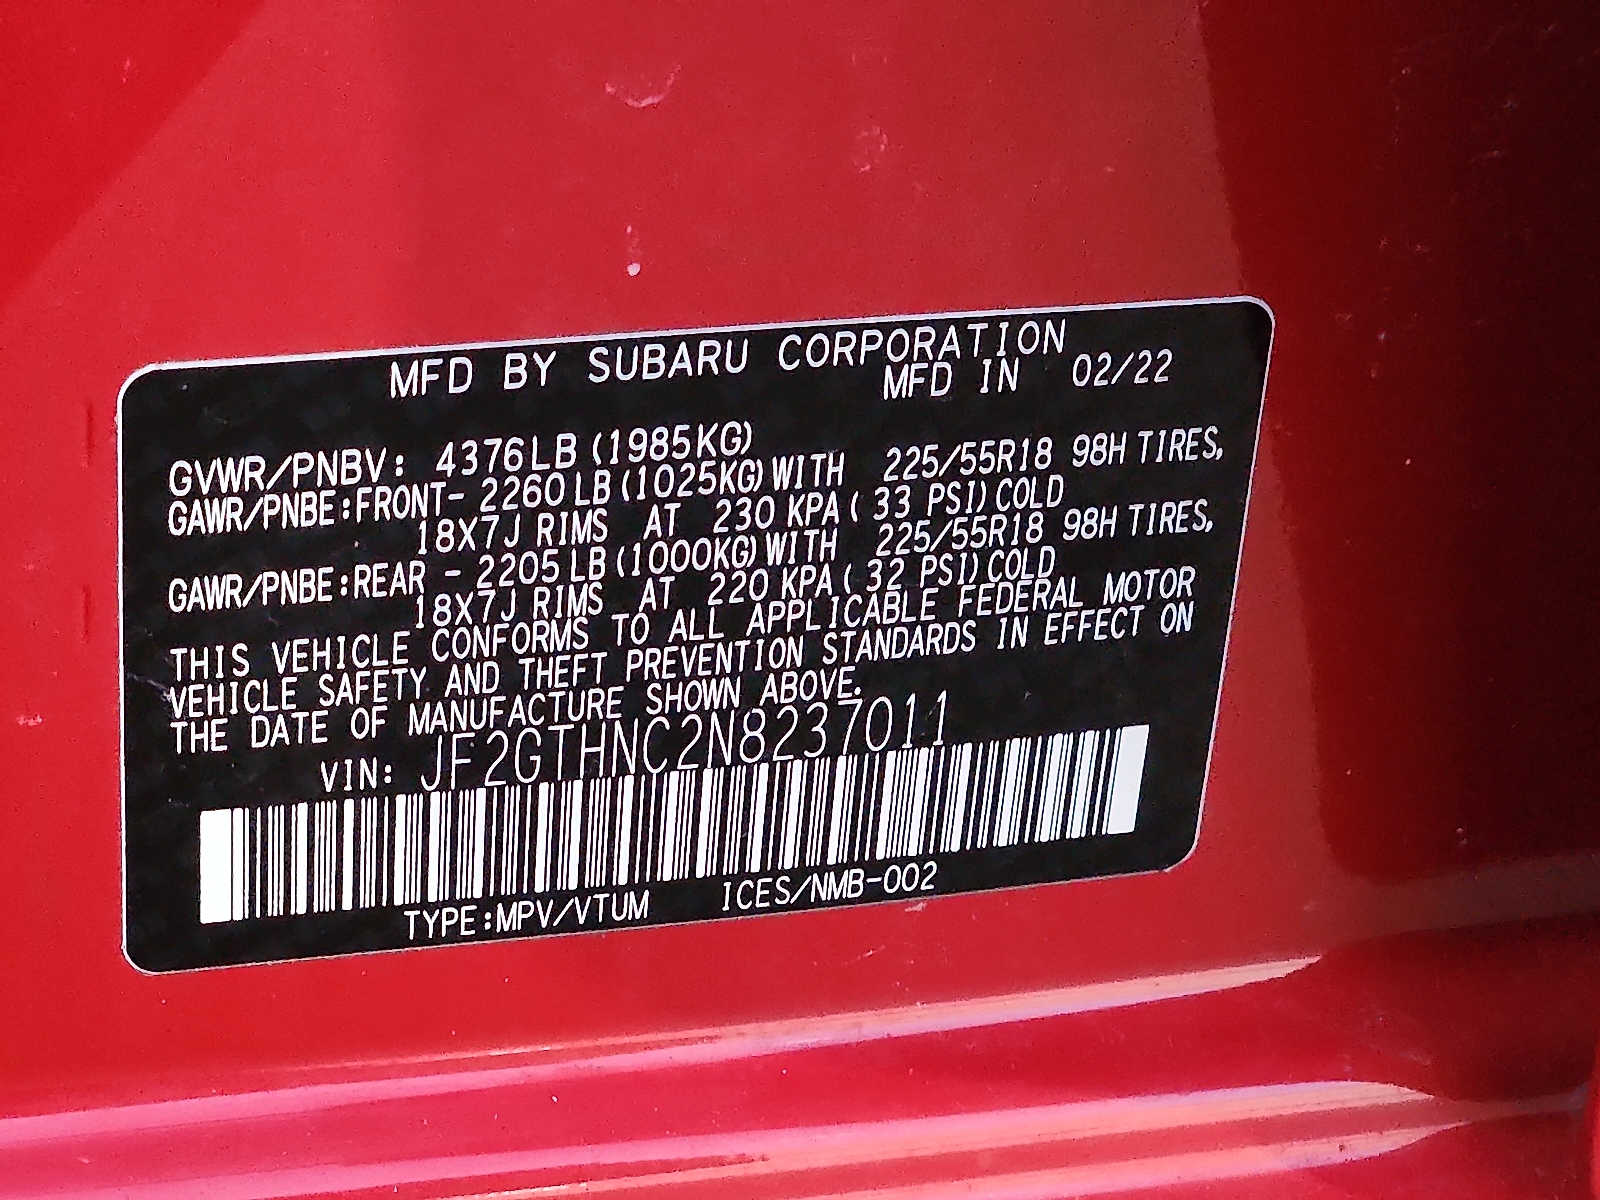 MFD BY SUBARU CORPORATION
MFD IN 02/22
GVWR/PNBV: 4376LB (1985KG)
GAWR/PNBE:FRONT- 2260 LB (1025KG) WITH 225/55R18 98H TIRES,
18X7J RIMS AT 230 KPA ( 33 PSI) COLD
GAWR/PNBE:REAR - 2205 LB (1000KG) WITH 225/55R18 98H TIRES,
18X7J RIMS AT 220 KPA ( 32 PSI) COLD
THIS VEHICLE CONFORMS TO ALL APPLICABLE FEDERAL MOTOR
VEHICLE SAFETY AND THEFT PREVENTION STANDARDS IN EFFECT ON
THE DATE OF MANUFACTURE SHOWN ABOVE.
VIN: JF2GTHNC2N8237011
TYPE:MPV/VTUM ICES/NMB-002